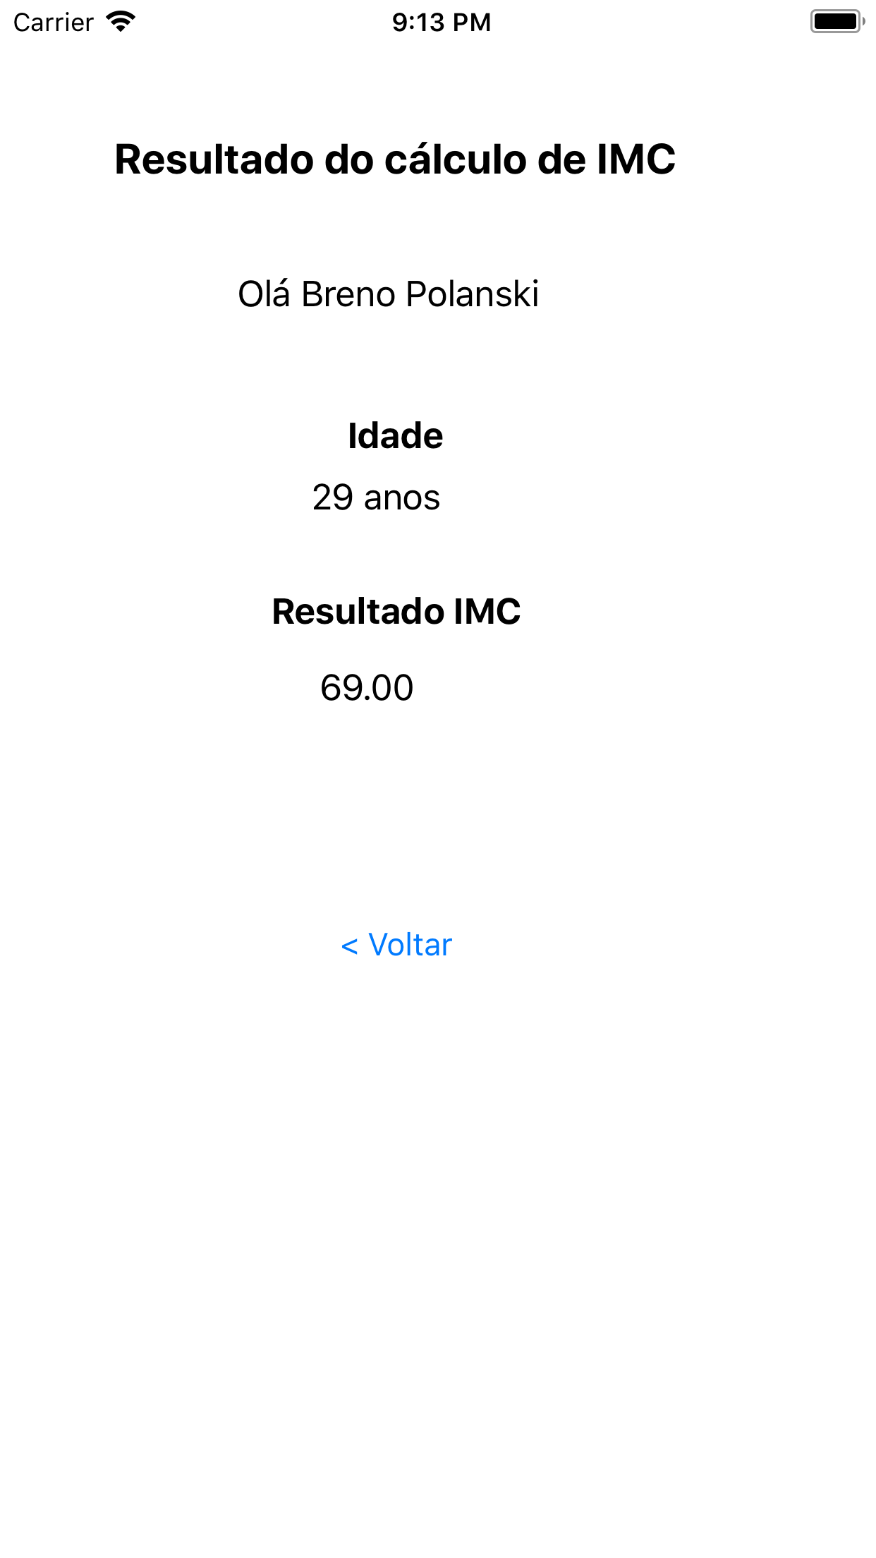 Carrier 9:13 PM
Resultado do cálculo de IMC
Olá Breno Polanski
Idade
29 anos
Resultado IMC
69.00
< Voltar